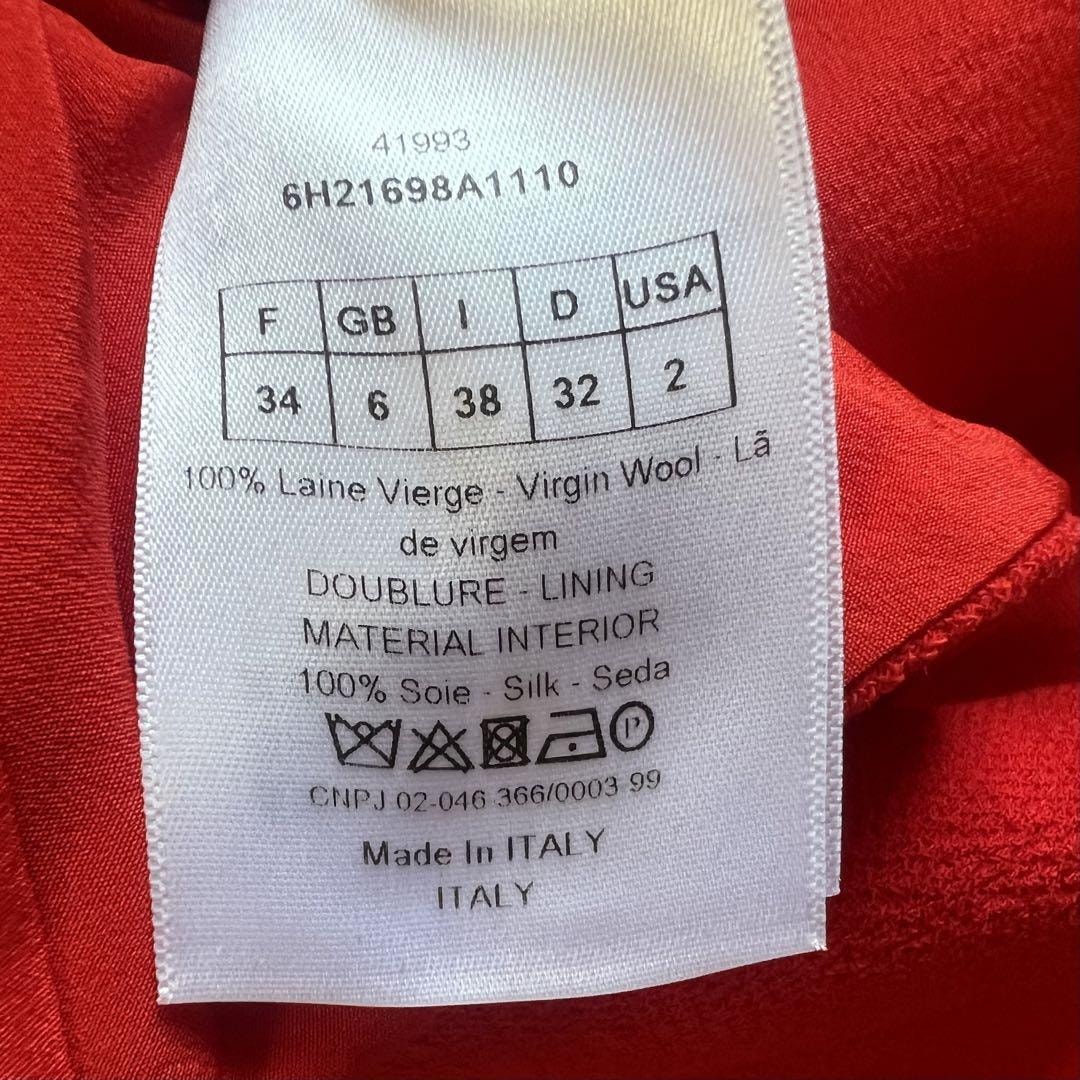 41993
6H21698A1110
F GB I D USA
34 6 38 32 2
100% Laine Vierge - Virgin Wool - Lã
de virgem
DOUBLURE - LINING
MATERIAL INTERIOR
100% Soie - Silk - Seda
P
CNPJ 02-046 366/0003 99
Made In ITALY
ITALY